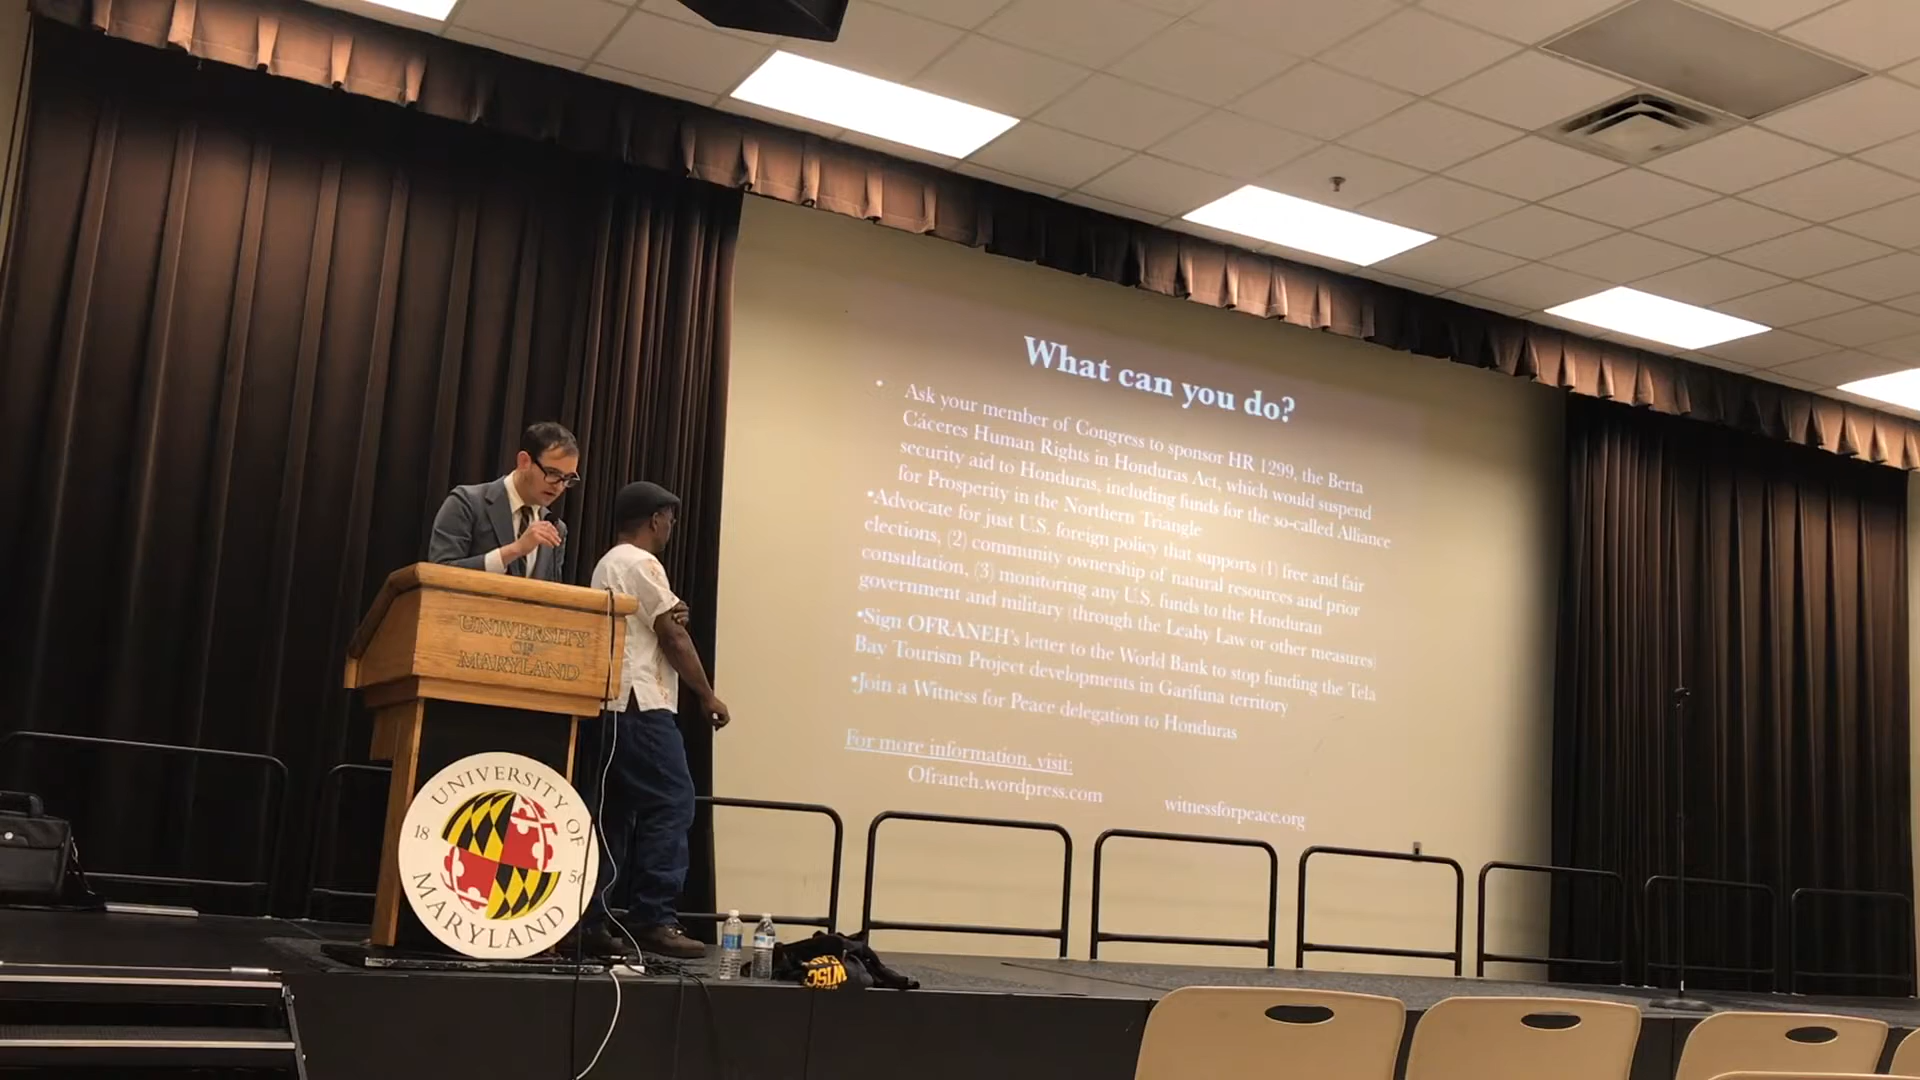 What can you do?
• Ask your member of Congress to sponsor HR 1299, the Berta
Cáceres Human Rights in Honduras Act, which would suspend
security aid to Honduras, including funds for the so-called Alliance
for Prosperity in the Northern Triangle
•Advocate for just U.S. foreign policy that supports (1) free and fair
elections, (2) community ownership of natural resources and prior
consultation, (3) monitoring any U.S. funds to the Honduran
government and military (through the Leahy Law or other measures)
•Sign OFRANEH's letter to the World Bank to stop funding the Tela
Bay Tourism Project developments in Garífuna territory
•Join a Witness for Peace delegation to Honduras
For more information, visit:
Ofraneh.wordpress.com witnessforpeace.org
UNIVERSITY
OF
MARYLAND
UNIVERSITY OF
18 56
MARYLAND